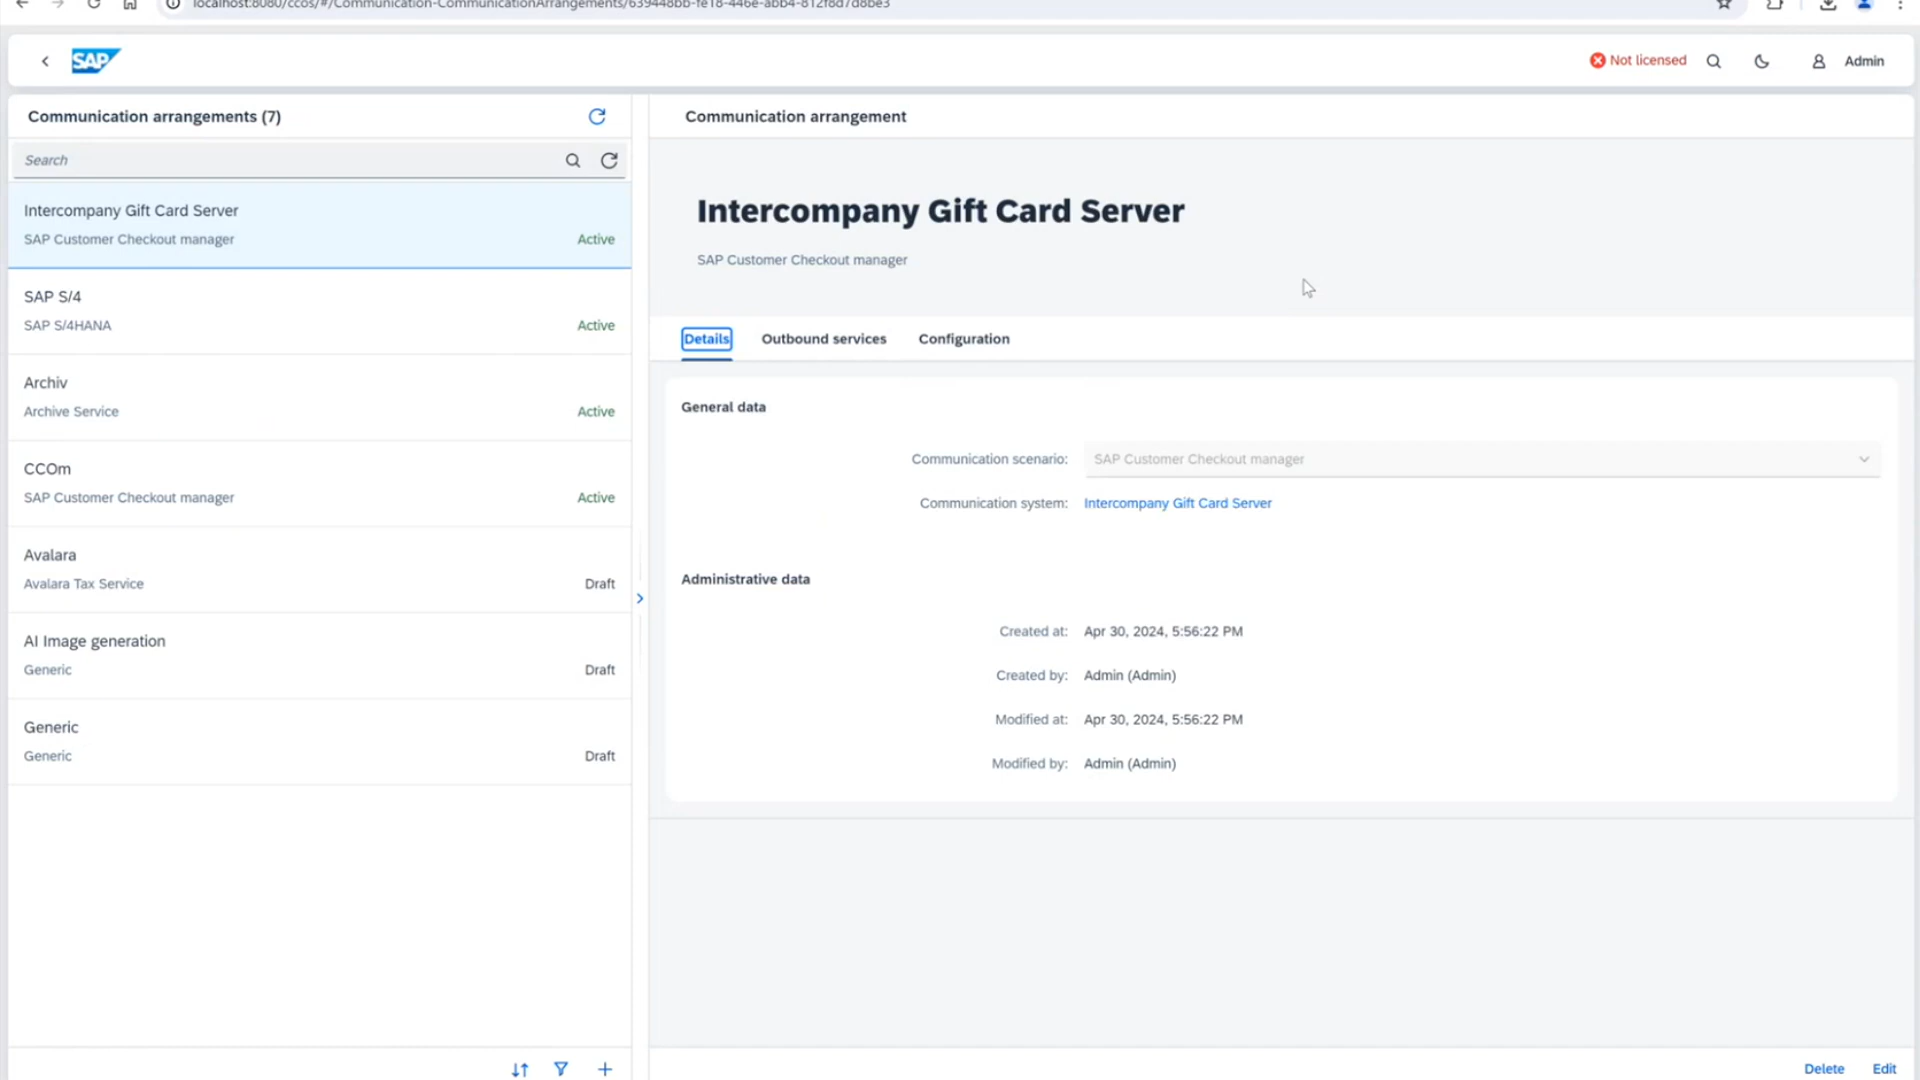 localhost:8080/ccos/#/Communication-CommunicationArrangements/639448bb-fe18-446e-abb4-812f8d7d8be3
SAP
Not licensed
Admin
Communication arrangements (7)
Communication arrangement
Search
Intercompany Gift Card Server
SAP Customer Checkout manager
Active
SAP S/4
SAP S/4HANA
Active
Archiv
Archive Service
Active
CCOm
SAP Customer Checkout manager
Active
Avalara
Avalara Tax Service
Draft
AI Image generation
Generic
Draft
Generic
Generic
Draft
Intercompany Gift Card Server
SAP Customer Checkout manager
Details
Outbound services
Configuration
General data
Communication scenario: SAP Customer Checkout manager
Communication system: Intercompany Gift Card Server
Administrative data
Created at: Apr 30, 2024, 5:56:22 PM
Created by: Admin (Admin)
Modified at: Apr 30, 2024, 5:56:22 PM
Modified by: Admin (Admin)
Delete
Edit